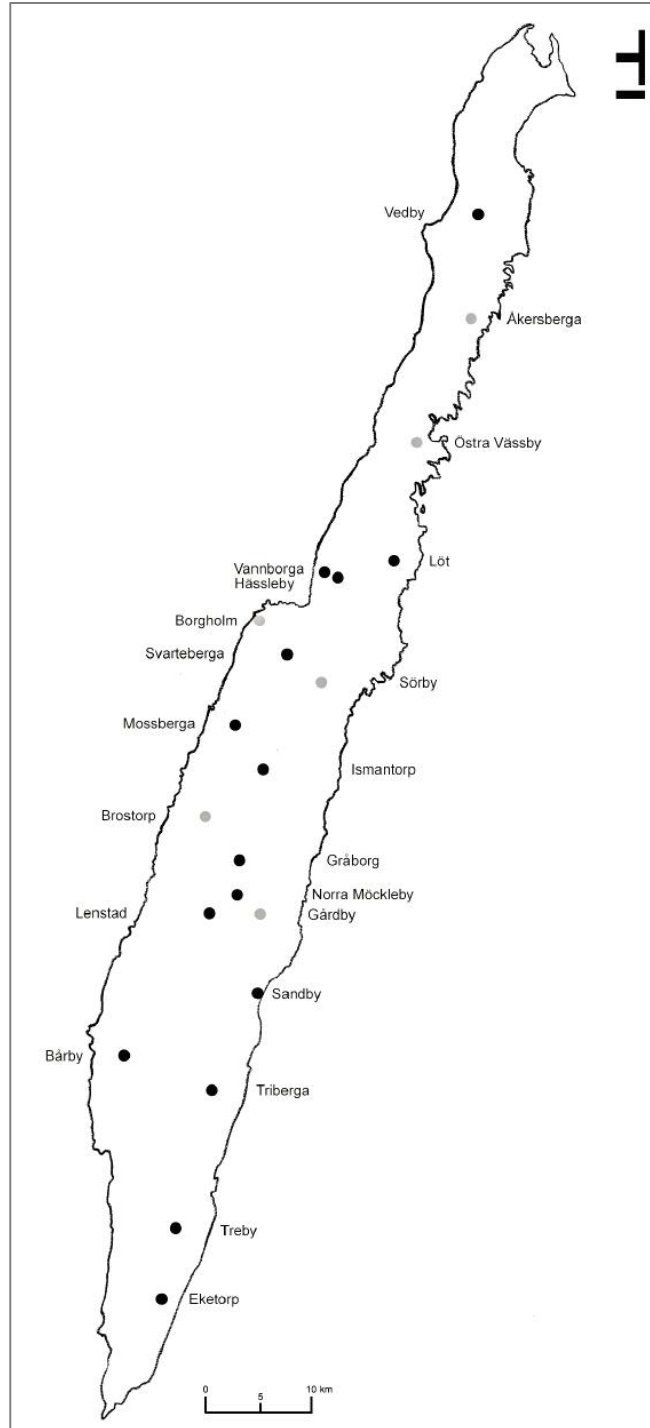 Vedby
Åkersberga
Östra Vässby
Löt
Vannborga
Hässleby
Borgholm
Svarteberga
Sörby
Mossberga
Ismantorp
Brostorp
Gråborg
Norra Möckleby
Lenstad
Gårdby
Sandby
Bårby
Triberga
Treby
Eketorp
0 5 10 km